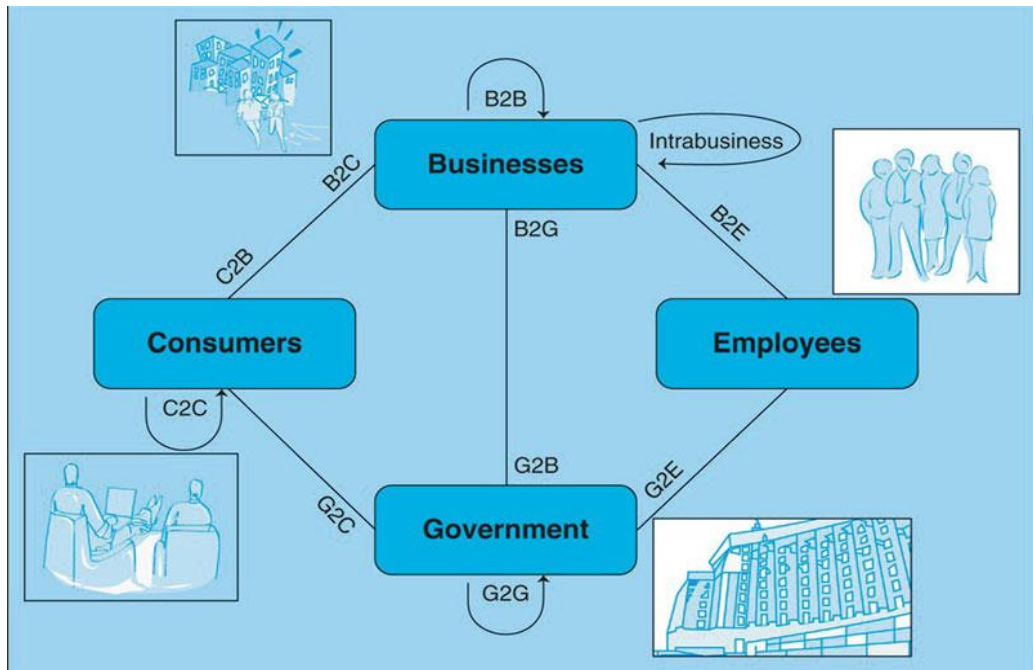 B2B
Intrabusiness
Businesses
B2C
B2G
B2E
C2B
Consumers
Employees
C2C
G2B
G2C
G2E
Government
G2G